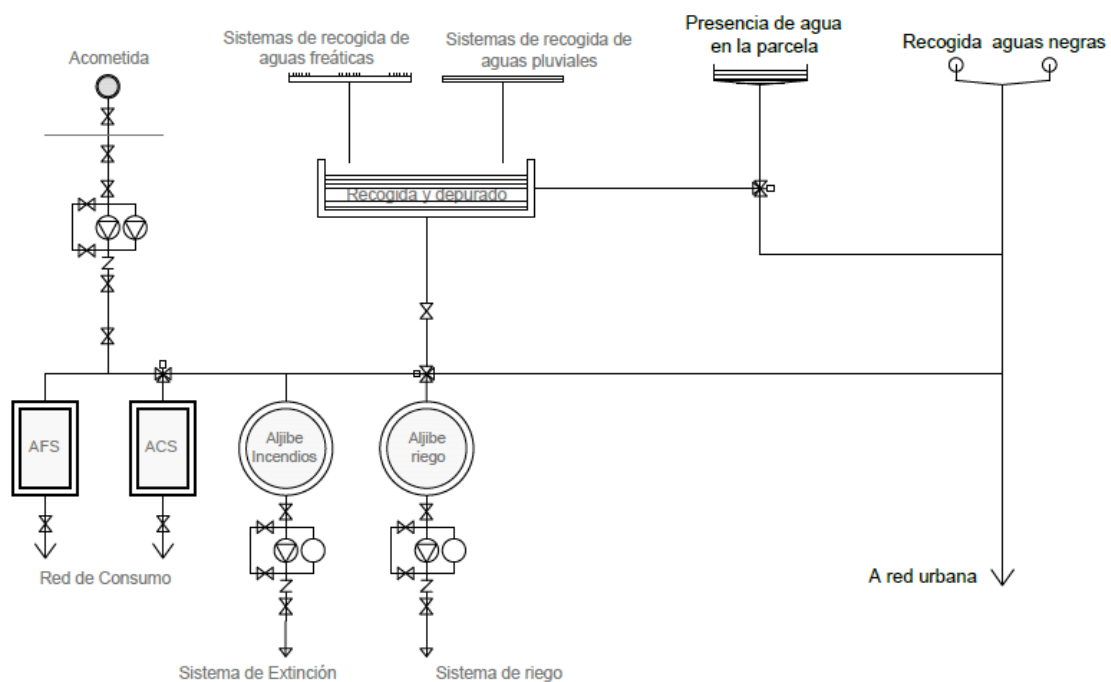 Acometida
Sistemas de recogida de
aguas freáticas
Sistemas de recogida de
aguas pluviales
Presencia de agua
en la parcela
Recogida aguas negras
Recogida y depurado
AFS
ACS
Aljibe
Incendios
Aljibe
riego
Red de Consumo
A red urbana
Sistema de Extinción
Sistema de riego